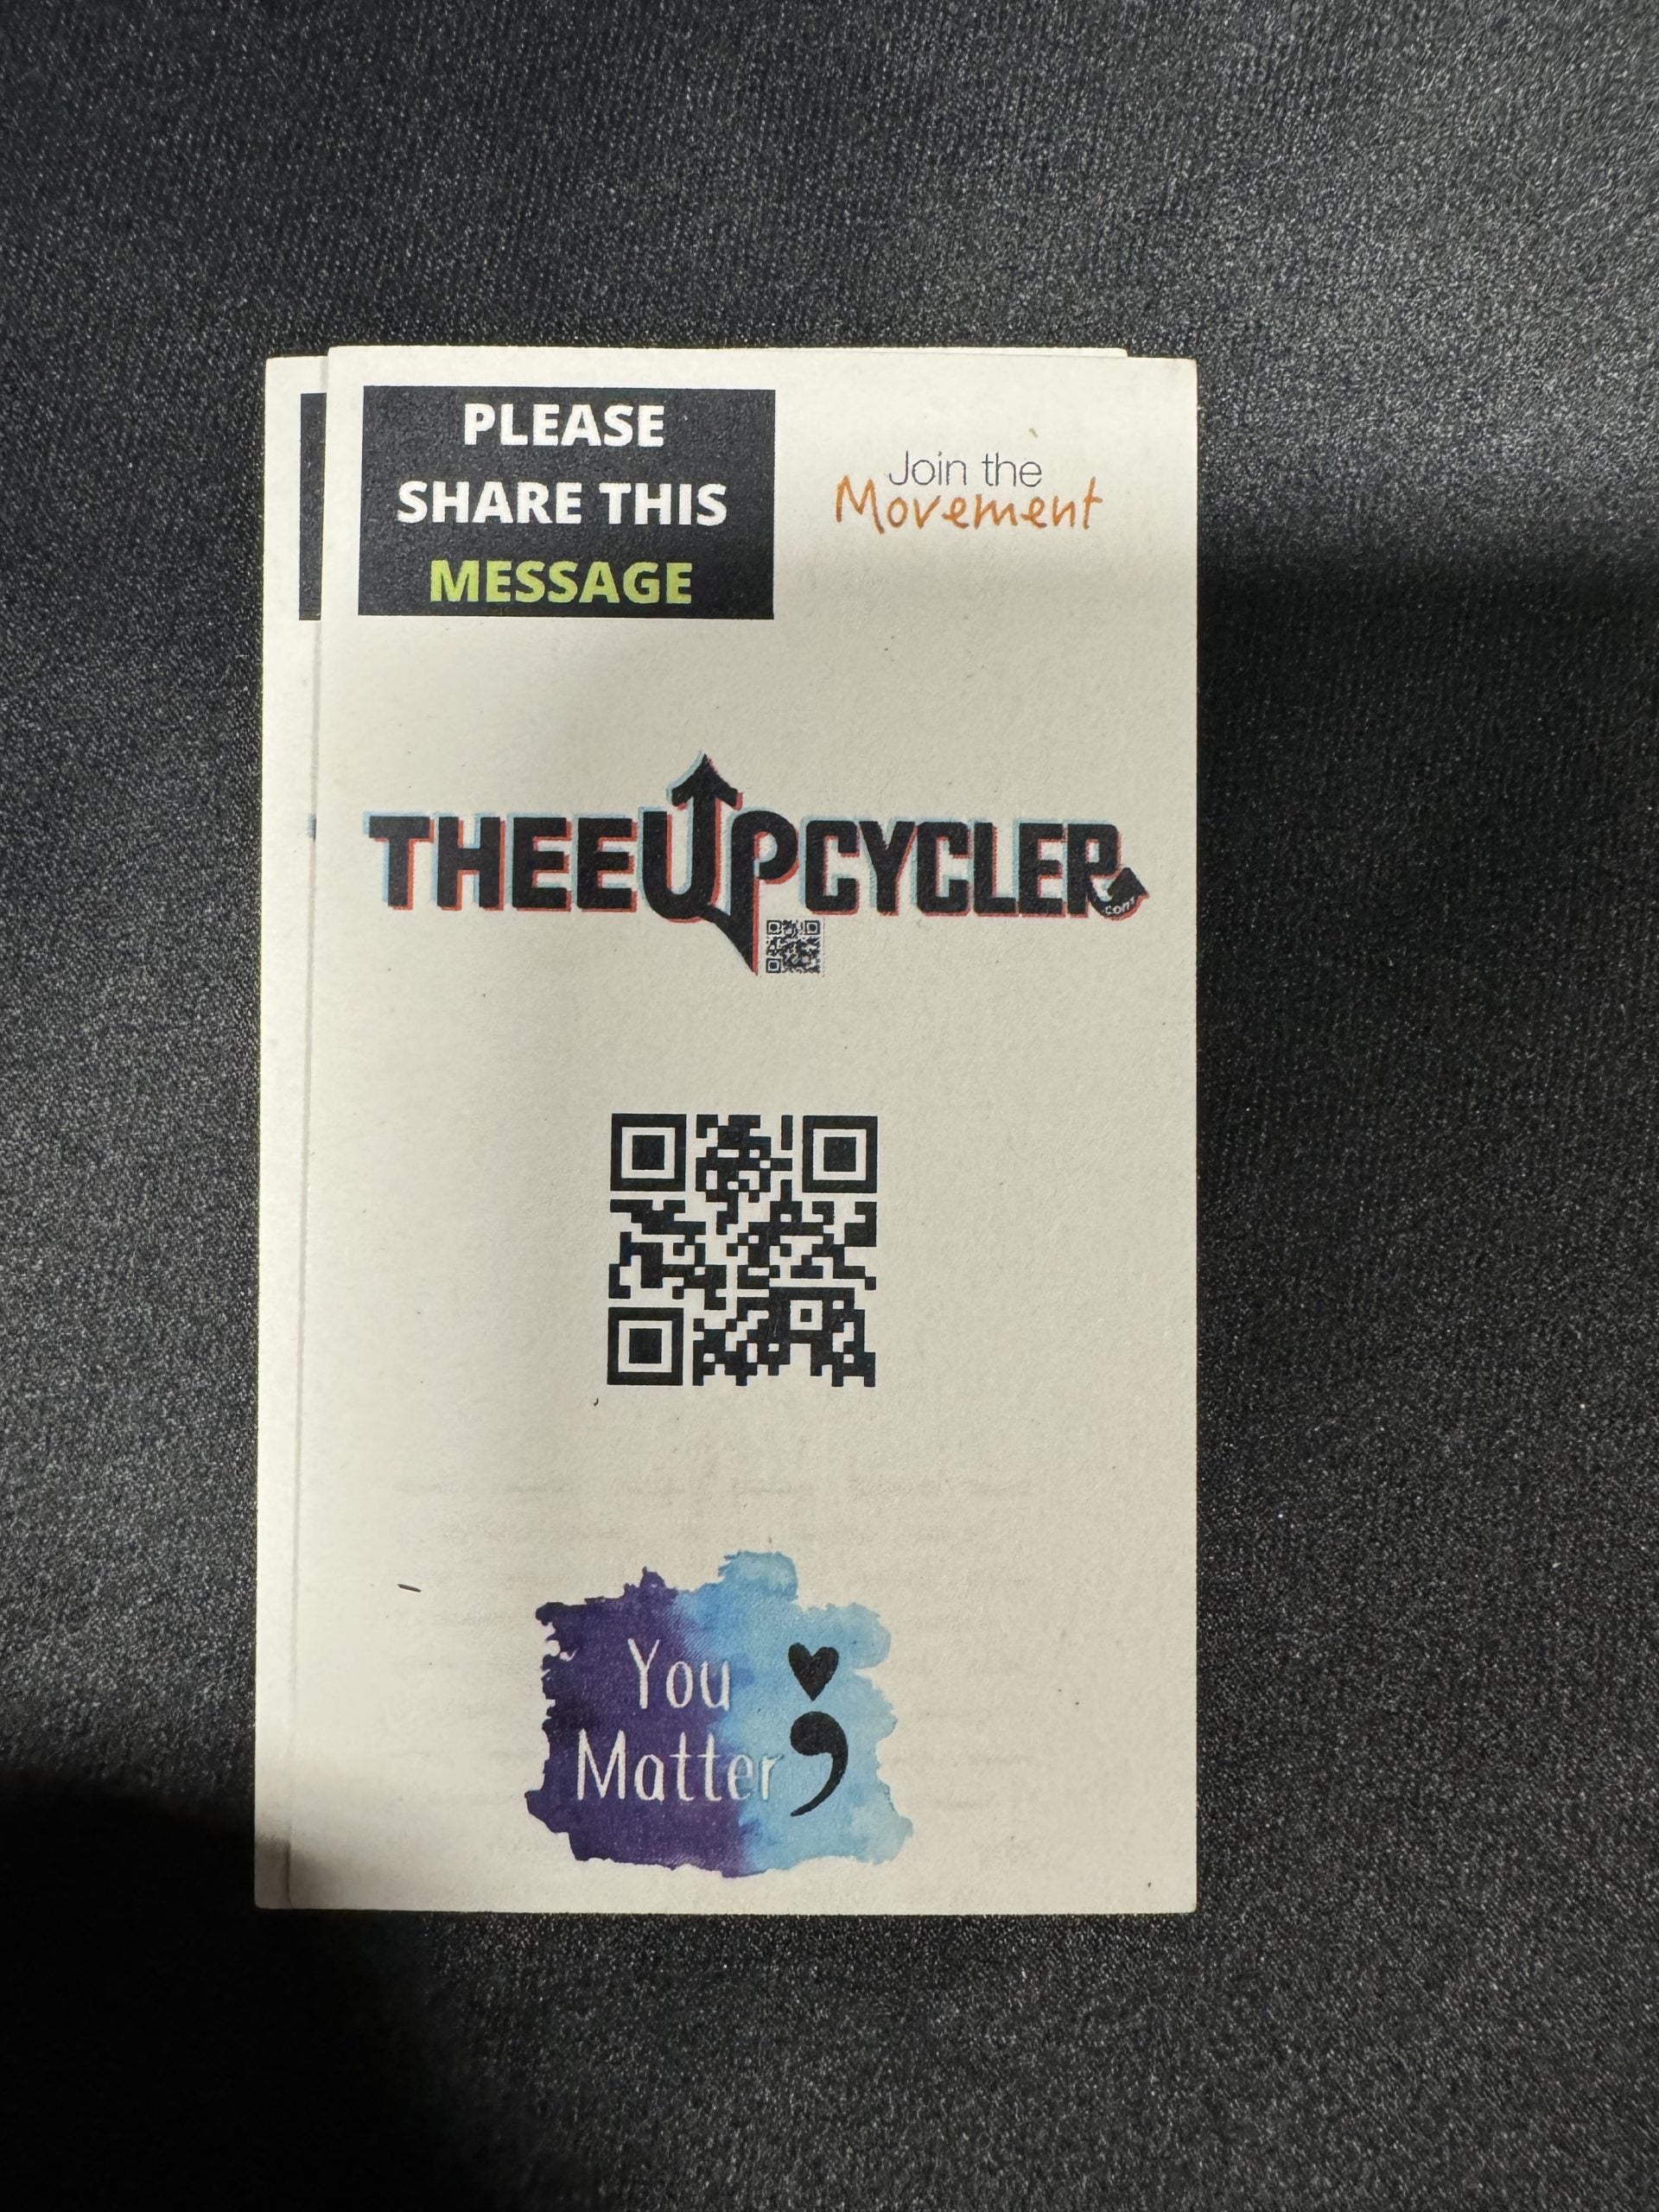 PLEASE
SHARE THIS
MESSAGE
Join the
Movement
THEEUPCYCLER
.com
You
Matter;